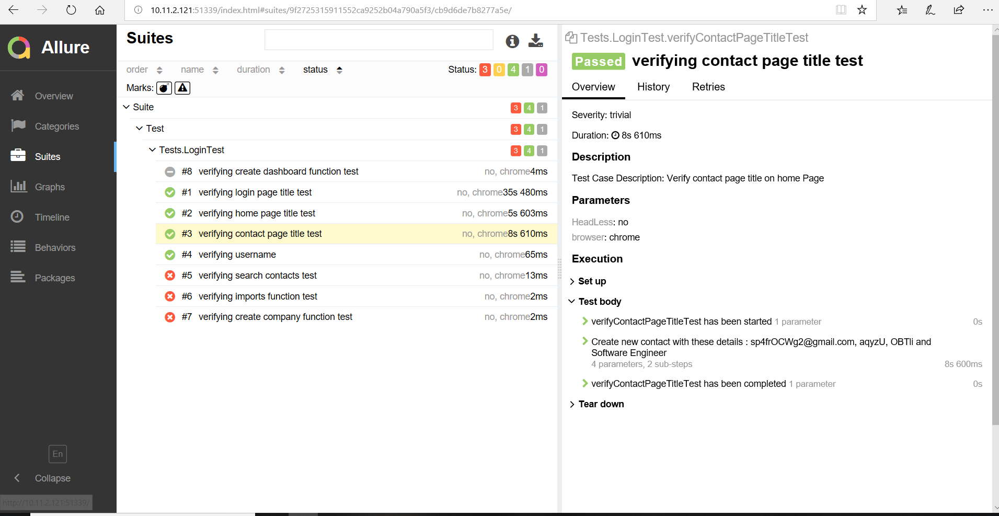 10.11.2.121:51339/index.html#suites/9f2725315911552ca9252b04a790a5f3/cb9d6de7b8277a5e/
Allure
Overview
Categories
Suites
Graphs
Timeline
Behaviors
Packages
En
Collapse
http://10.11.2.121:51339/
Suites
order name duration status Status: 3 0 4 1 0
Marks:
Suite 3 4 1
Test 3 4 1
Tests.LoginTest 3 4 1
#8 verifying create dashboard function test no, chrome4ms
#1 verifying login page title test no, chrome35s 480ms
#2 verifying home page title test no, chrome5s 603ms
#3 verifying contact page title test no, chrome8s 610ms
#4 verifying username no, chrome65ms
#5 verifying search contacts test no, chrome13ms
#6 verifying imports function test no, chrome2ms
#7 verifying create company function test no, chrome2ms
Tests.LoginTest.verifyContactPageTitleTest
Passed verifying contact page title test
Overview History Retries
Severity: trivial
Duration: 8s 610ms
Description
Test Case Description: Verify contact page title on home Page
Parameters
HeadLess: no
browser: chrome
Execution
Set up
Test body
verifyContactPageTitleTest has been started 1 parameter 0s
Create new contact with these details : sp4frOCWg2@gmail.com, aqyzU, OBTli and
Software Engineer
4 parameters, 2 sub-steps 8s 600ms
verifyContactPageTitleTest has been completed 1 parameter 0s
Tear down